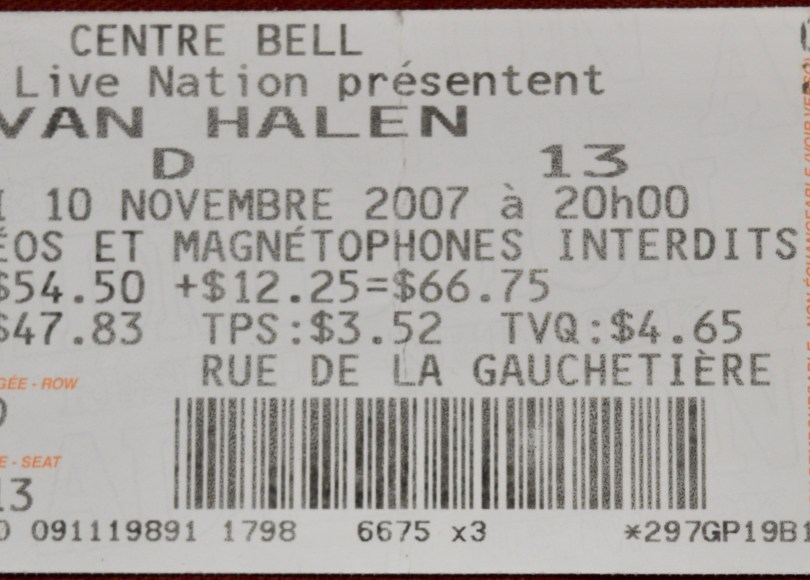 CENTRE BELL
Live Nation présentent
VAN HALEN
D 13
10 NOVEMBRE 2007 à 20h00
ÉOS ET MAGNÉTOPHONES INTERDITS
$54.50 +$12.25=$66.75
$47.83 TPS:$3.52 TVQ:$4.65
RUE DE LA GAUCHETIÈRE
GÉE - ROW
E - SEAT
13
091119891 1798 6675 x3 *297GP19B1